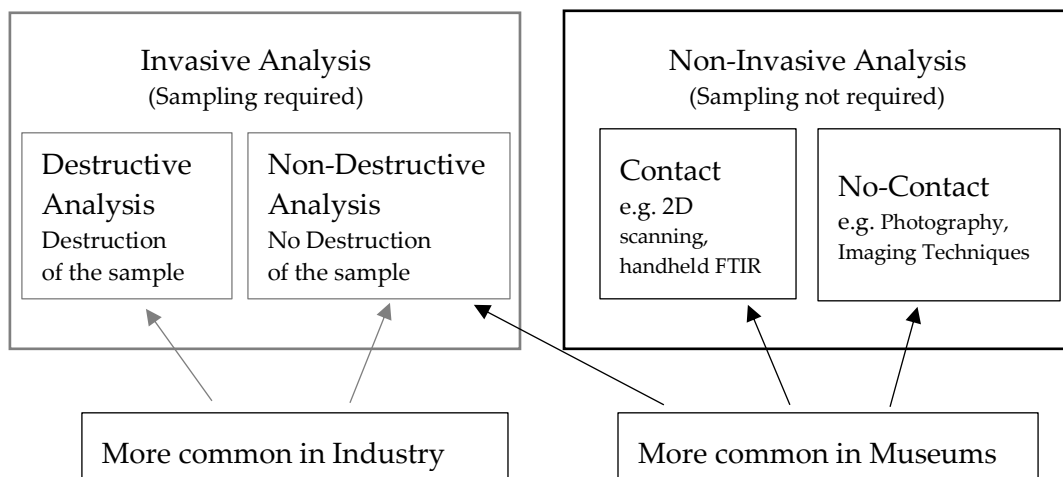 Invasive Analysis
(Sampling required)
Destructive
Analysis
Destruction
of the sample
Non-Destructive
Analysis
No Destruction
of the sample
Non-Invasive Analysis
(Sampling not required)
Contact
e.g. 2D
scanning,
handheld FTIR
No-Contact
e.g. Photography,
Imaging Techniques
More common in Industry
More common in Museums